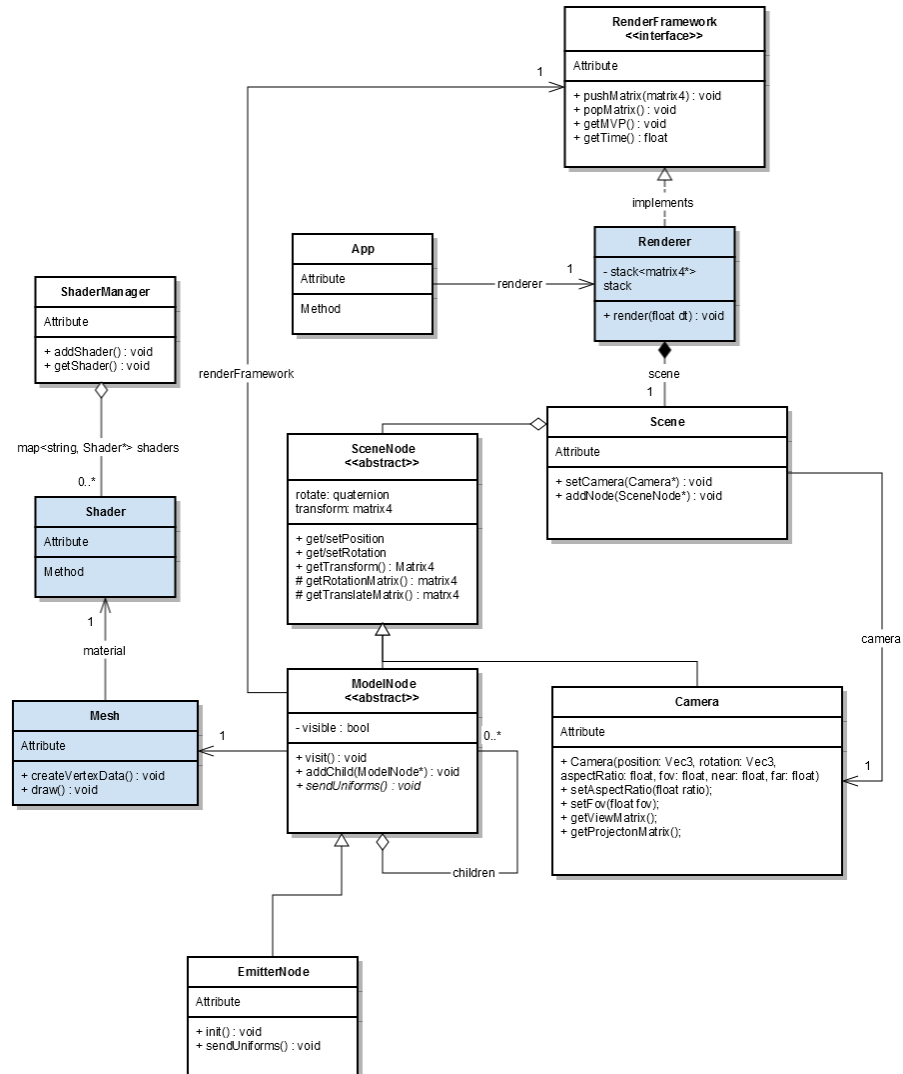 RenderFramework
<<interface>>
Attribute
+ pushMatrix(matrix4) : void
+ popMatrix() : void
+ getMVP() : void
+ getTime() : float
1
implements
App
Attribute
Method
renderer
1
Renderer
- stack<matrix4*>
stack
+ render(float dt) : void
ShaderManager
Attribute
+ addShader() : void
+ getShader() : void
renderFramework
scene
1
map<string, Shader*> shaders
0..*
SceneNode
<<abstract>>
rotate: quaternion
transform: matrix4
+ get/setPosition
+ get/setRotation
+ getTransform() : Matrix4
# getRotationMatrix() : matrix4
# getTranslateMatrix() : matrx4
Scene
Attribute
+ setCamera(Camera*) : void
+ addNode(SceneNode*) : void
Shader
Attribute
Method
1
material
camera
1
Mesh
Attribute
+ createVertexData() : void
+ draw() : void
1
ModelNode
<<abstract>>
- visible : bool
+ visit() : void
+ addChild(ModelNode*) : void
+ sendUniforms() : void
0..*
children
Camera
Attribute
+ Camera(position: Vec3, rotation: Vec3,
aspectRatio: float, fov: float, near: float, far: float)
+ setAspectRatio(float ratio);
+ setFov(float fov);
+ getViewMatrix();
+ getProjectonMatrix();
EmitterNode
Attribute
+ init() : void
+ sendUniforms() : void